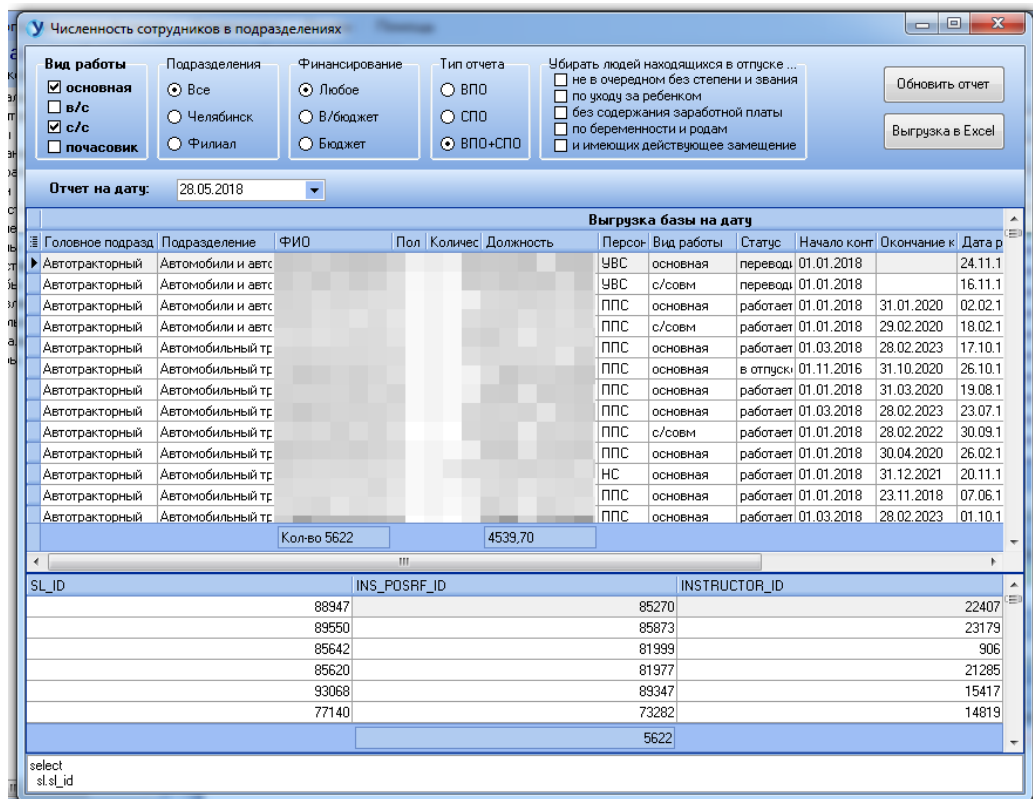 Численность сотрудников в подразделениях
Вид работы
основная
в/с
с/с
почасовик
Подразделения
Все
Челябинск
Филиал
Финансирование
Любое
В/бюджет
Бюджет
Тип отчета
ВПО
СПО
ВПО+СПО
Убирать людей находящихся в отпуске ...
не в очередном без степени и звания
по уходу за ребенком
без содержания заработной платы
по беременности и родам
и имеющих действующее замещение
Обновить отчет
Выгрузка в Excel
Отчет на дату: 28.05.2018
Выгрузка базы на дату
Головное подразд Подразделение ФИО Пол Количес Должность Персон Вид работы Статус Начало конт Окончание к Дата р
Автотракторный Автомобили и автс УВС основная переводь 01.01.2018 24.11.1
Автотракторный Автомобили и автс УВС с/совм переводь 01.01.2018 16.11.1
Автотракторный Автомобили и автс ППС основная работает 01.01.2018 31.01.2020 02.02.1
Автотракторный Автомобили и автс ППС с/совм работает 01.01.2018 29.02.2020 18.02.1
Автотракторный Автомобильный тр ППС основная работает 01.03.2018 28.02.2023 17.10.1
Автотракторный Автомобильный тр ППС основная в отпуске 01.11.2016 31.10.2020 26.10.1
Автотракторный Автомобильный тр ППС основная работает 01.01.2018 31.03.2020 19.08.1
Автотракторный Автомобильный тр ППС основная работает 01.03.2018 28.02.2023 23.07.1
Автотракторный Автомобильный тр ППС с/совм работает 01.01.2018 28.02.2022 30.09.1
Автотракторный Автомобильный тр ППС основная работает 01.01.2018 30.04.2020 26.02.1
Автотракторный Автомобильный тр НС основная работает 01.01.2018 31.12.2021 20.11.1
Автотракторный Автомобильный тр ППС основная работает 01.01.2018 23.11.2018 07.06.1
Автотракторный Автомобильный тр ППС основная работает 01.03.2018 28.02.2023 01.10.1
Кол-во 5622 4539,70
SL_ID INS_POSRF_ID INSTRUCTOR_ID
88947 85270 22407
89550 85873 23179
85642 81999 906
85620 81977 21285
93068 89347 15417
77140 73282 14819
5622
select
sl.sl_id